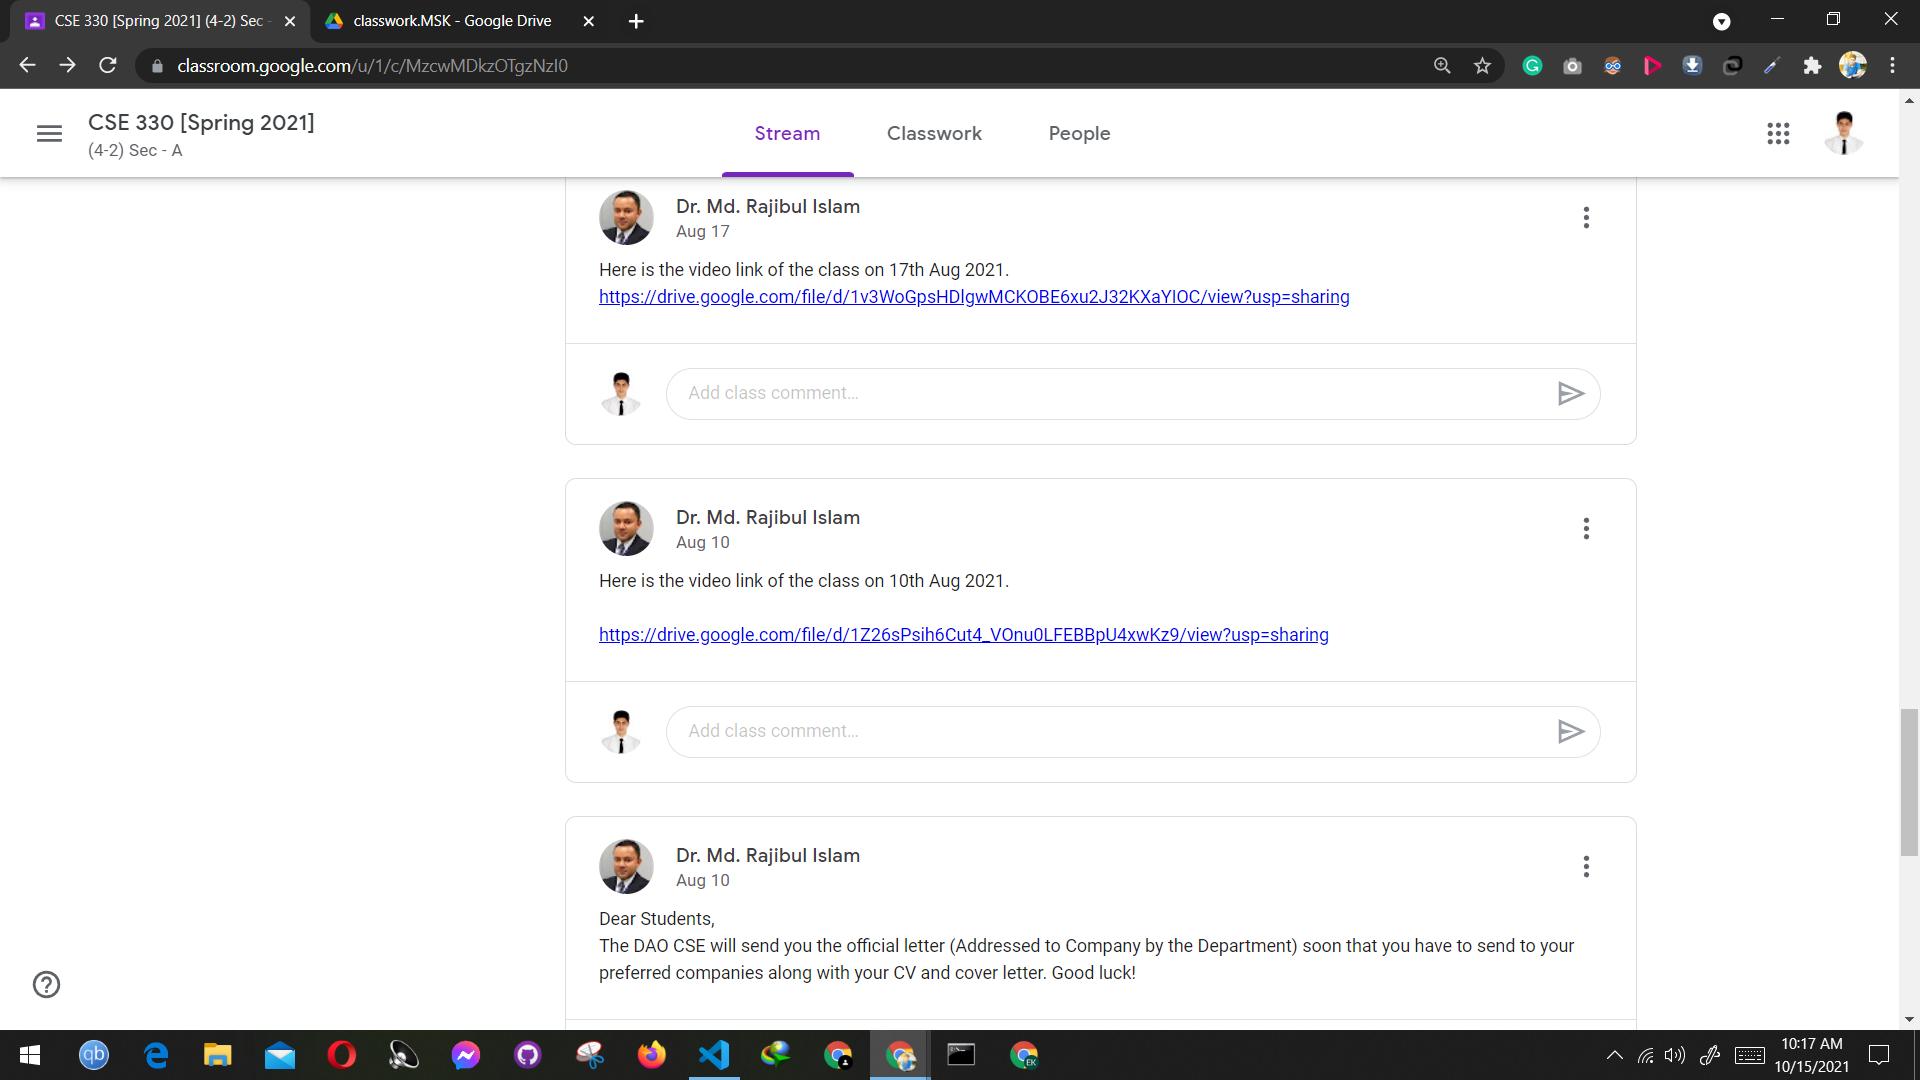 CSE 330 [Spring 2021] (4-2) Sec -
classwork.MSK - Google Drive
classroom.google.com/u/1/c/MzcwMDkzOTgzNzI0
CSE 330 [Spring 2021]
(4-2) Sec - A
Stream
Classwork
People
Dr. Md. Rajibul Islam
Aug 17
Here is the video link of the class on 17th Aug 2021.
https://drive.google.com/file/d/1v3WoGpsHDlgwMCKOBE6xu2J32KXaYIOC/view?usp=sharing
Add class comment...
Dr. Md. Rajibul Islam
Aug 10
Here is the video link of the class on 10th Aug 2021.
https://drive.google.com/file/d/1Z26sPsih6Cut4_VOnu0LFEBBpU4xwKz9/view?usp=sharing
Add class comment...
Dr. Md. Rajibul Islam
Aug 10
Dear Students,
The DAO CSE will send you the official letter (Addressed to Company by the Department) soon that you have to send to your
preferred companies along with your CV and cover letter. Good luck!
qb
EK
10:17 AM
10/15/2021